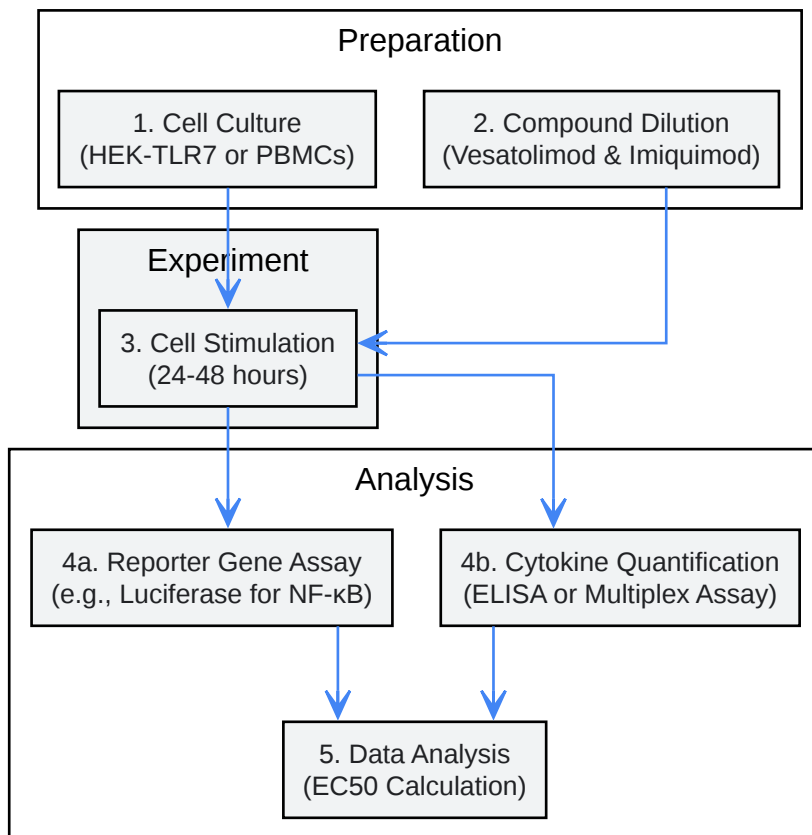 Preparation
1. Cell Culture
(HEK-TLR7 or PBMCs)
2. Compound Dilution
(Vesatolimod & Imiquimod)
Experiment
3. Cell Stimulation
(24-48 hours)
Analysis
4a. Reporter Gene Assay
(e.g., Luciferase for NF-κB)
4b. Cytokine Quantification
(ELISA or Multiplex Assay)
5. Data Analysis
(EC50 Calculation)